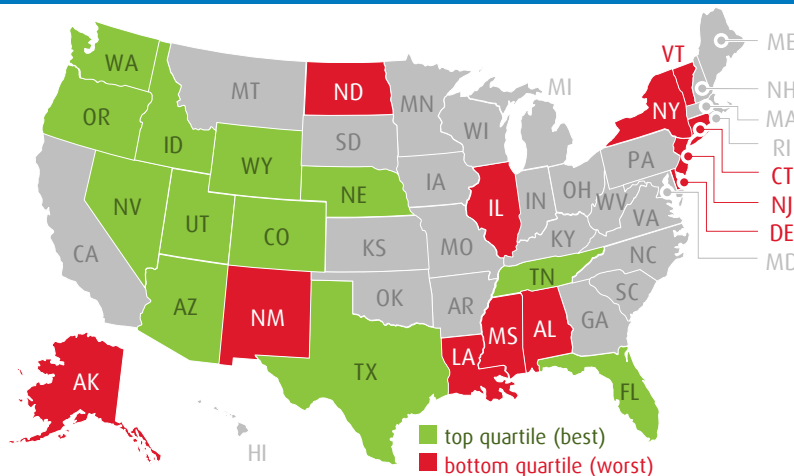 WA
MT
ND
MN
MI
VT
ME
NH
MA
RI
CT
NJ
DE
MD
OR
ID
WY
SD
WI
NY
PA
NV
UT
CO
NE
IA
IL
IN
OH
WV
VA
CA
KS
MO
KY
NC
AZ
NM
OK
AR
TN
SC
TX
LA
MS
AL
GA
FL
AK
HI
top quartile (best)
bottom quartile (worst)